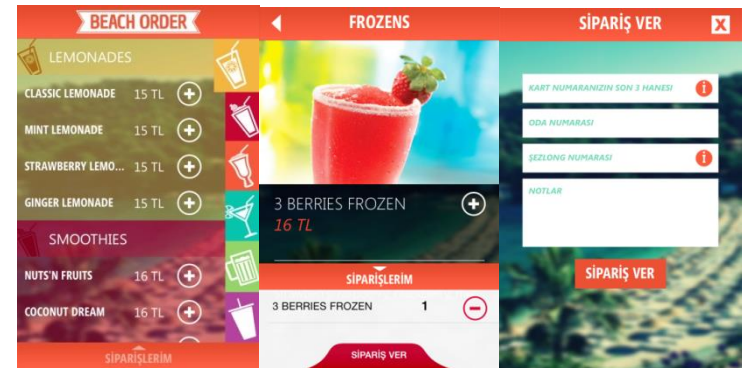 BEACH ORDER
LEMONADES
CLASSIC LEMONADE 15 TL
MINT LEMONADE 15 TL
STRAWBERRY LEMO... 15 TL
GINGER LEMONADE 15 TL
SMOOTHIES
NUTS'N FRUITS 16 TL
COCONUT DREAM 16 TL
SİPARİŞLERİM
FROZENS
3 BERRIES FROZEN
16 TL
SİPARİŞLERİM
3 BERRIES FROZEN 1
SİPARİŞ VER
SİPARİŞ VER X
KART NUMARANIZIN SON 3 HANESI
ODA NUMARASI
ŞEZLONG NUMARASI
NOTLAR
SİPARİŞ VER